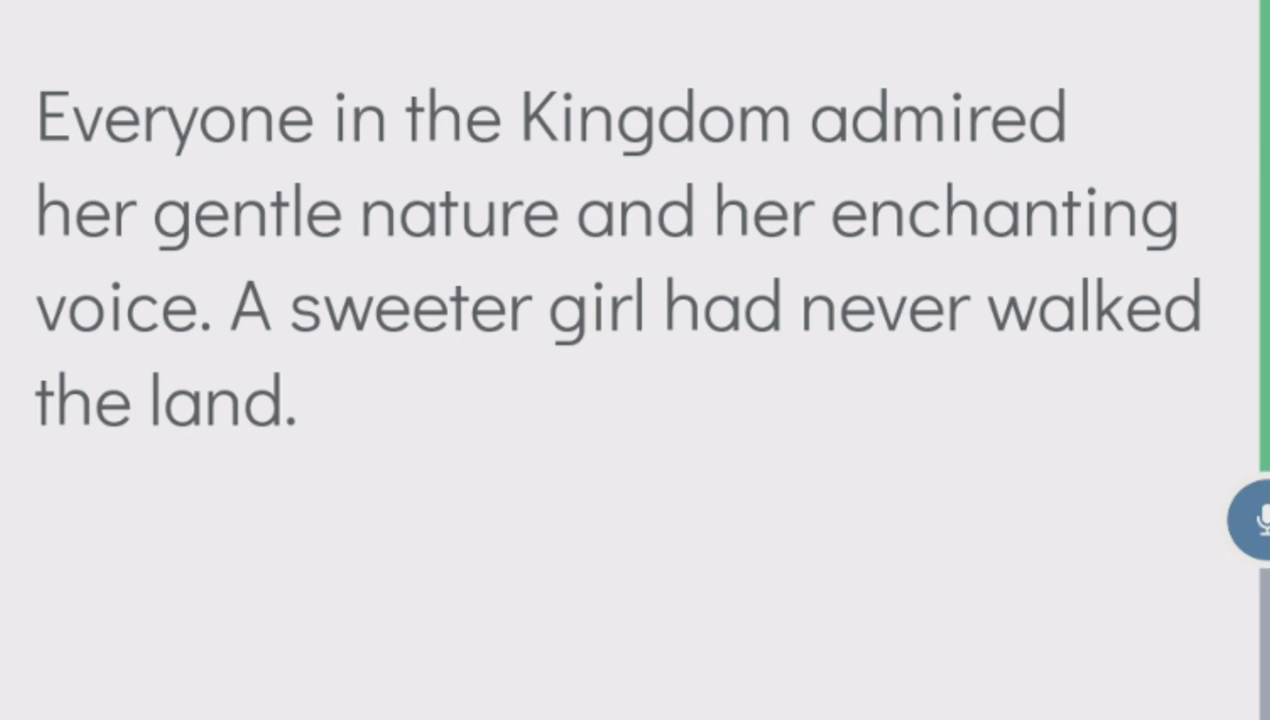 Everyone in the Kingdom admired
her gentle nature and her enchanting
voice. A sweeter girl had never walked
the land.